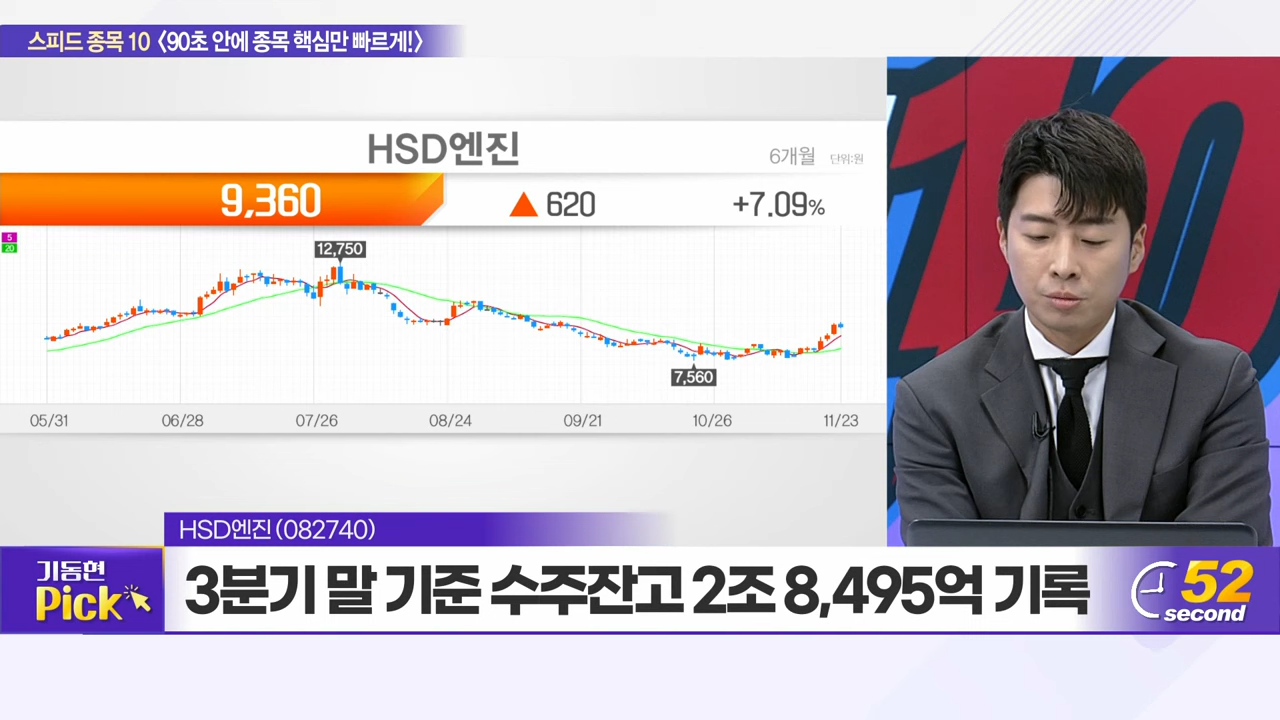 스피드 종목 10 〈90초 안에 종목 핵심만 빠르게!〉
HSD엔진
6개월 단위:원
9,360 ▲ 620 +7.09%
5
20
12,750
7,560
05/31 06/28 07/26 08/24 09/21 10/26 11/23
HSD엔진(082740)
기동현
Pick
3분기 말 기준 수주잔고 2조 8,495억 기록
52
second
10